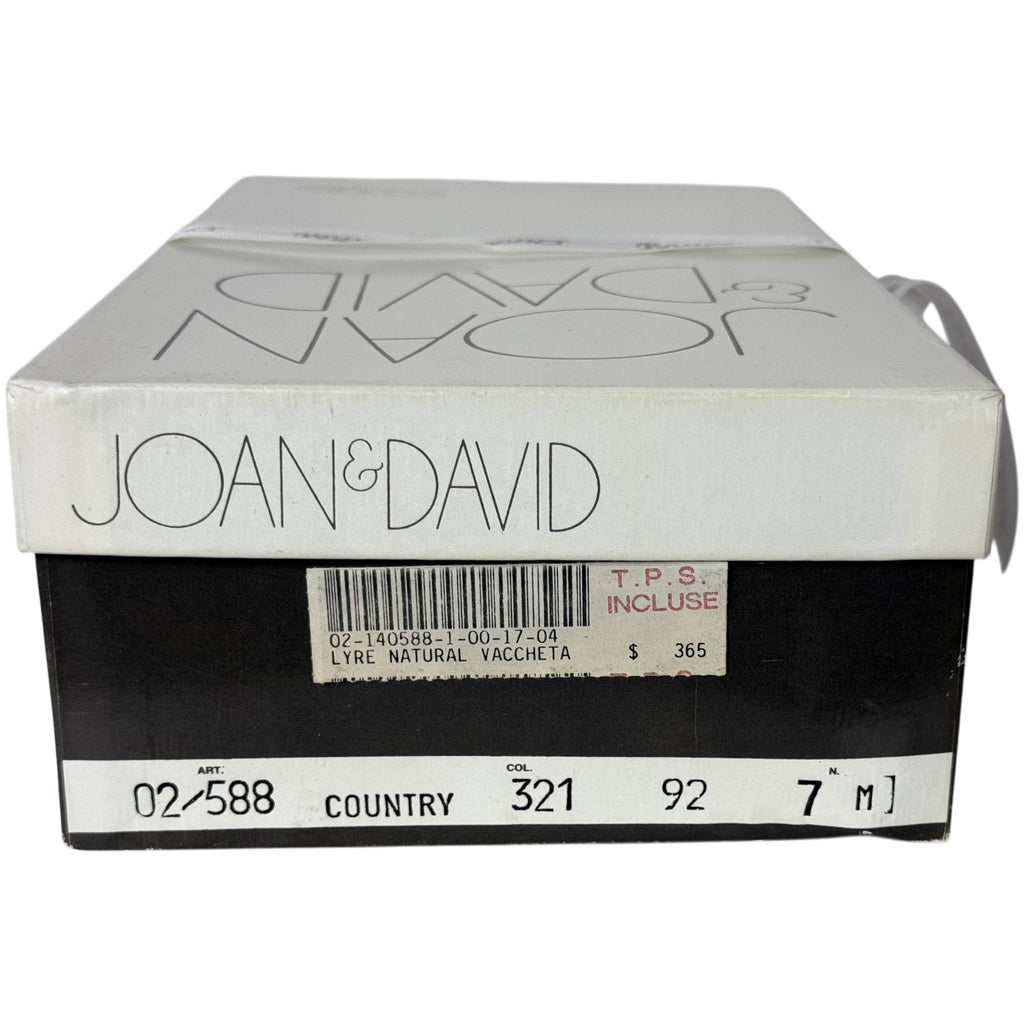 JOAN
& DAVID
JOAN & DAVID
T.P.S.
INCLUSE
02-140588-1-00-17-04
LYRE NATURAL VACCHETA $ 365
ART. COL. N.
02/588 COUNTRY 321 92 7 M]